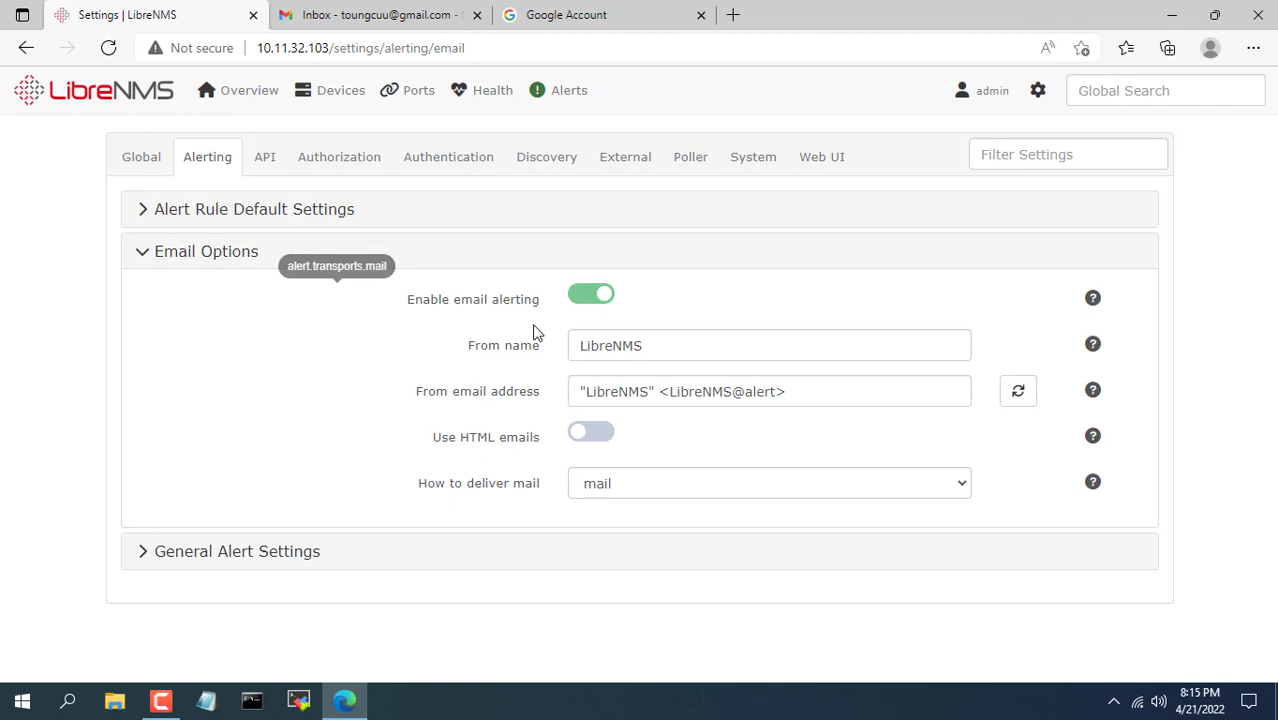 Settings | LibreNMS
Inbox - toungcuu@gmail.com -
Google Account
Not secure
10.11.32.103/settings/alerting/email
LibreNMS
Overview
Devices
Ports
Health
Alerts
admin
Global Search
Global
Alerting
API
Authorization
Authentication
Discovery
External
Poller
System
Web UI
Filter Settings
Alert Rule Default Settings
Email Options
alert.transports.mail
Enable email alerting
From name
LibreNMS
From email address
"LibreNMS" <LibreNMS@alert>
Use HTML emails
How to deliver mail
mail
General Alert Settings
8:15 PM
4/21/2022